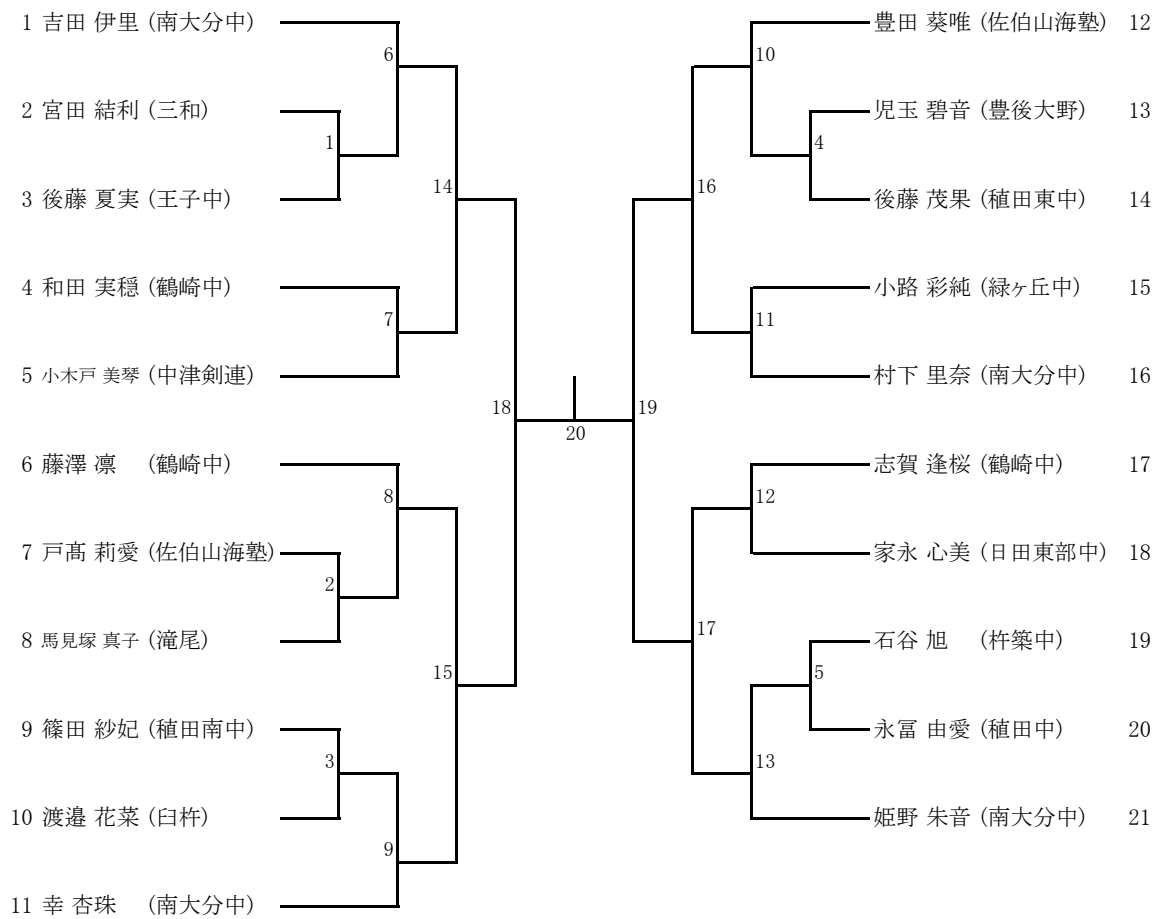 1 吉田 伊里 (南大分中)
2 宮田 結利 (三和)
3 後藤 夏実 (王子中)
4 和田 実穏 (鶴崎中)
5 小木戸 美琴 (中津剣連)
6 藤澤 凛 (鶴崎中)
7 戸髙 莉愛 (佐伯山海塾)
8 馬見塚 真子 (滝尾)
9 篠田 紗妃 (稙田南中)
10 渡邉 花菜 (臼杵)
11 幸 杏珠 (南大分中)
6
1
14
7
18
8
2
15
3
9
20
10
4
16
11
19
12
17
5
13
豊田 葵唯 (佐伯山海塾) 12
児玉 碧音 (豊後大野) 13
後藤 茂果 (稙田東中) 14
小路 彩純 (緑ヶ丘中) 15
村下 里奈 (南大分中) 16
志賀 逢桜 (鶴崎中) 17
家永 心美 (日田東部中) 18
石谷 旭 (杵築中) 19
永冨 由愛 (稙田中) 20
姫野 朱音 (南大分中) 21